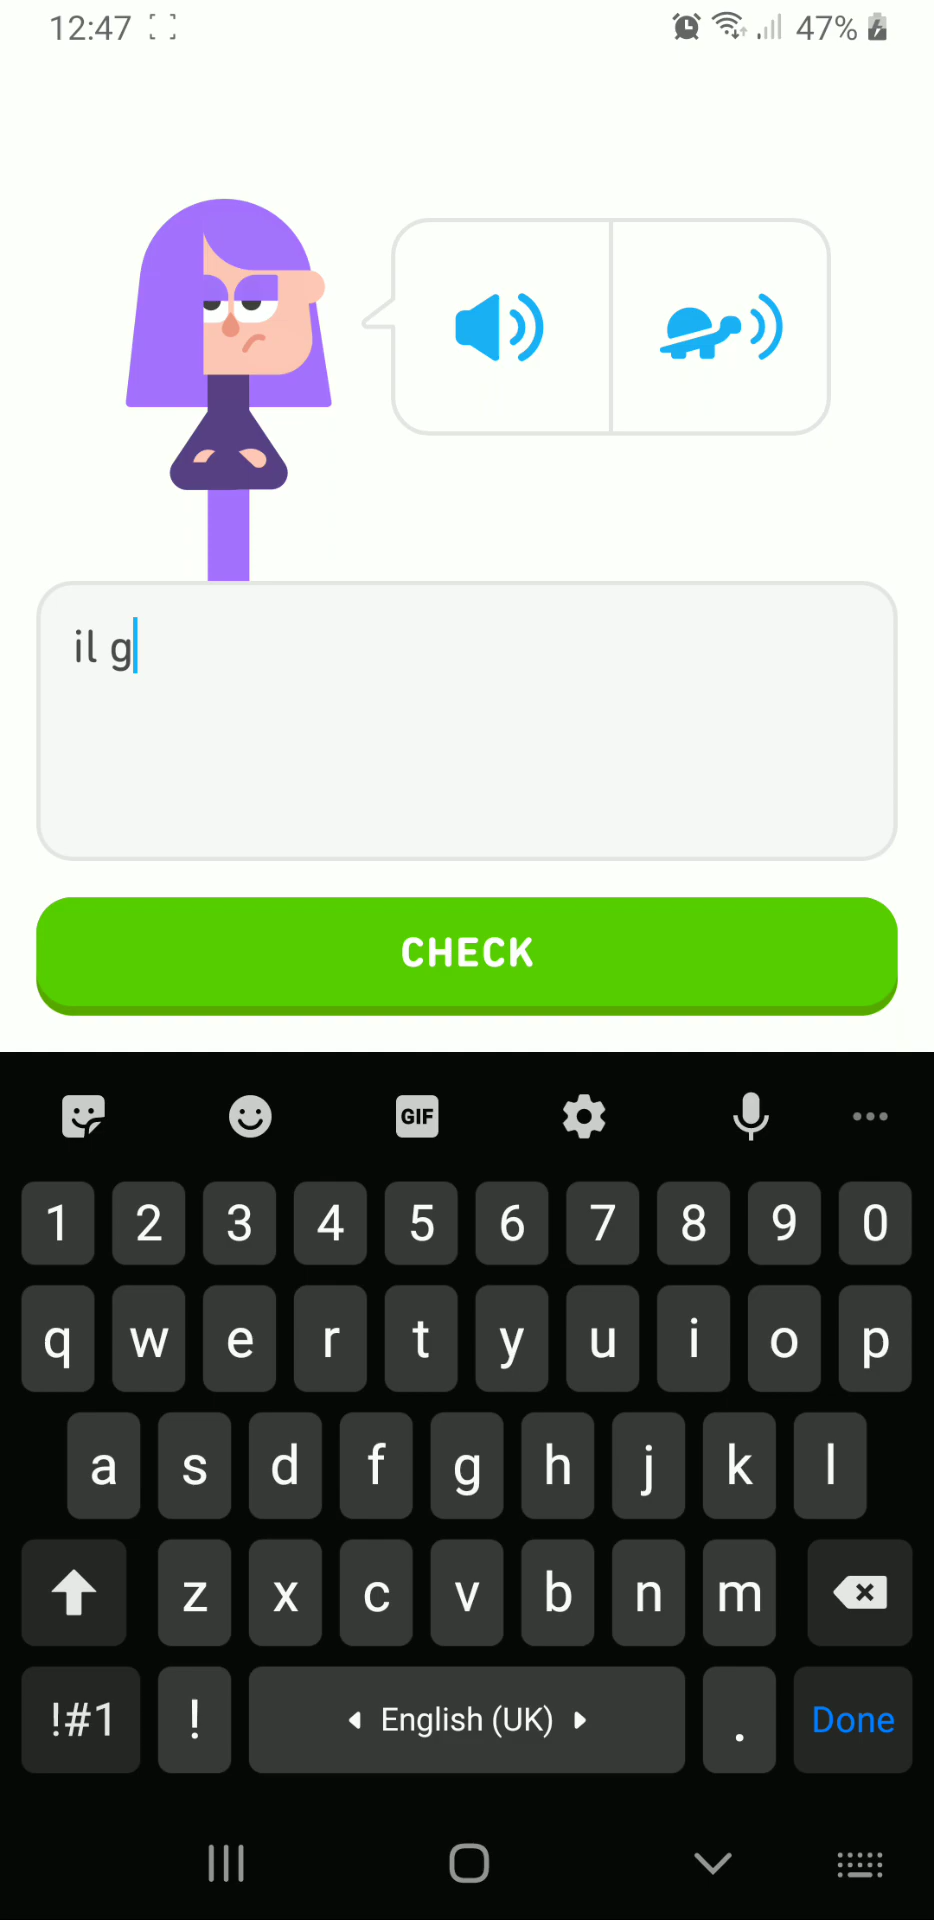 12:47 47%
il g
CHECK
GIF
1 2 3 4 5 6 7 8 9 0
q w e r t y u i o p
a s d f g h j k l
z x c v b n m
!#1 ! English (UK) . Done